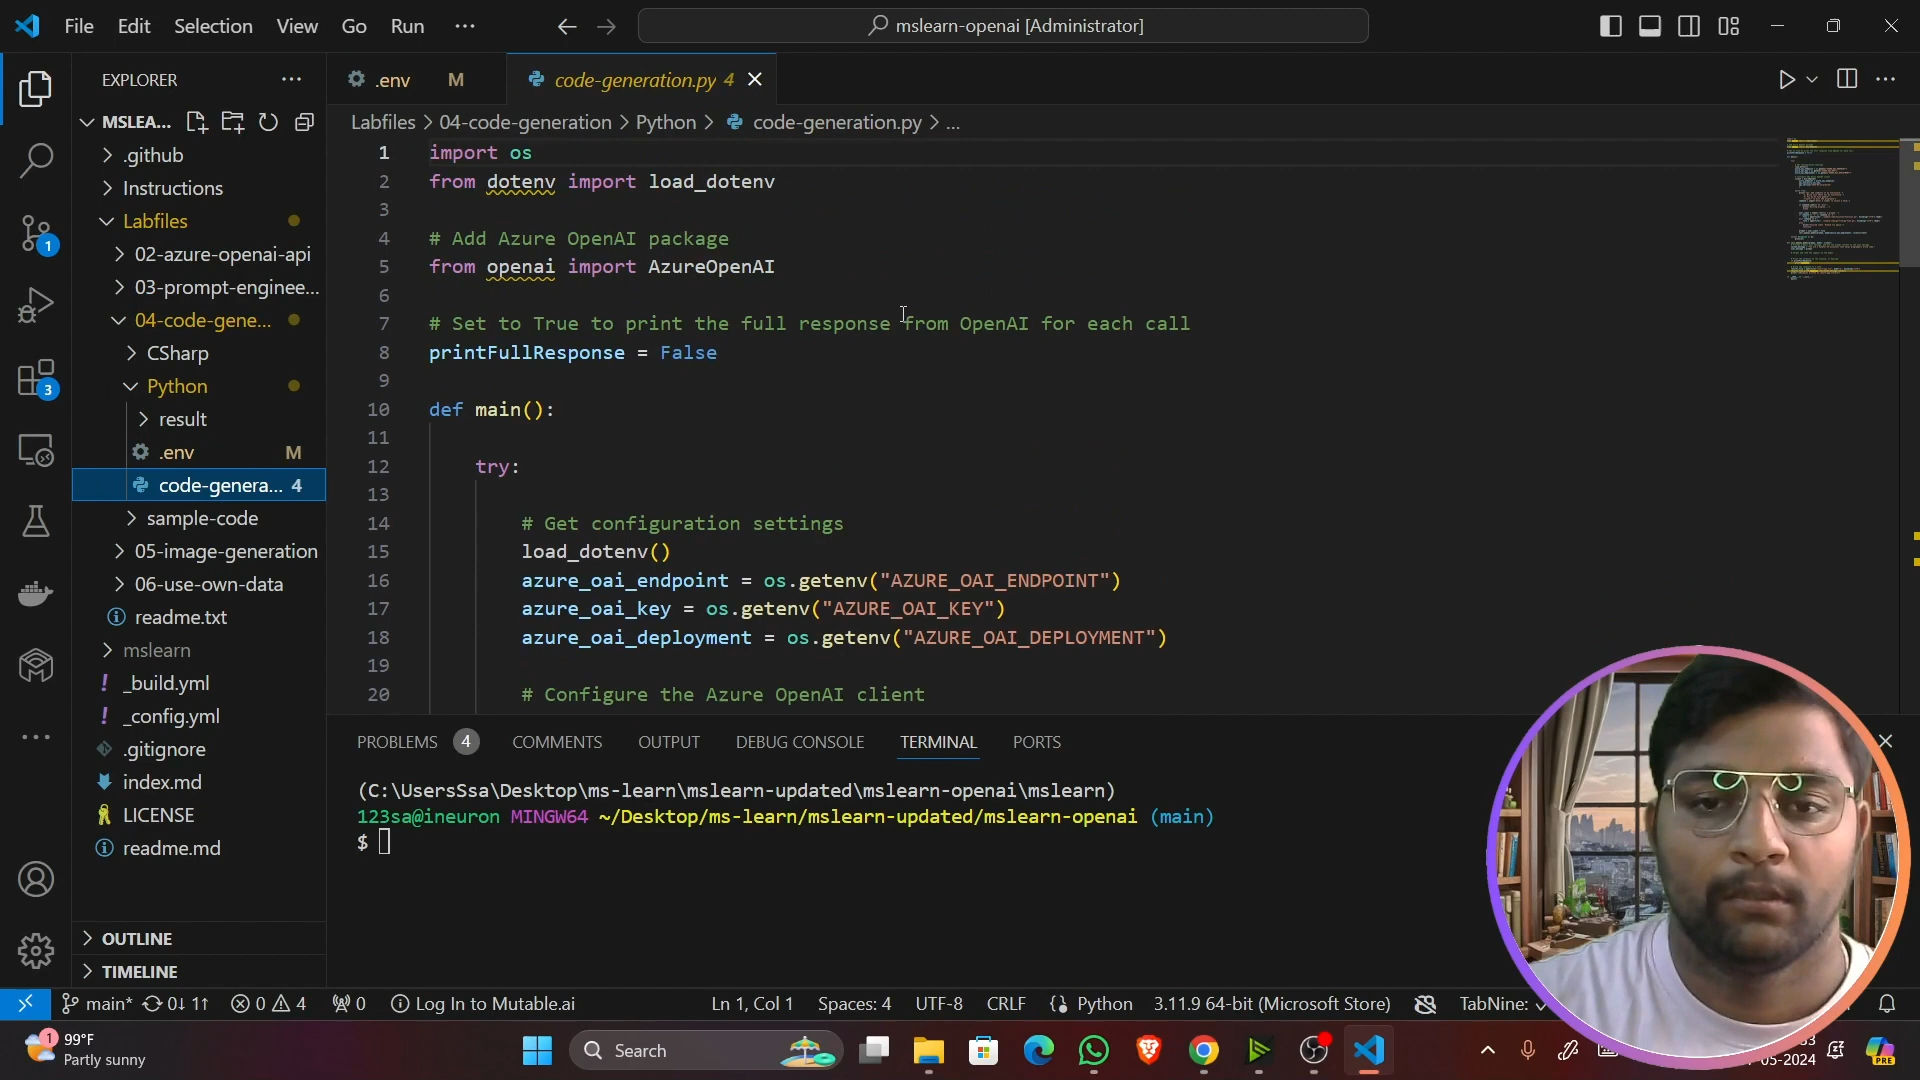 File Edit Selection View Go Run ···
mslearn-openai [Administrator]
EXPLORER
.env M
code-generation.py 4
MSLEA...
Labfiles > 04-code-generation > Python > code-generation.py > ...
.github
Instructions
Labfiles
02-azure-openai-api
03-prompt-enginee...
04-code-gene...
CSharp
Python
result
.env M
code-genera... 4
sample-code
05-image-generation
06-use-own-data
readme.txt
mslearn
_build.yml
_config.yml
.gitignore
index.md
LICENSE
readme.md
OUTLINE
TIMELINE
1
1
3
1 import os
2 from dotenv import load_dotenv
3
4 # Add Azure OpenAI package
5 from openai import AzureOpenAI
6
7 # Set to True to print the full response from OpenAI for each call
8 printFullResponse = False
9
10 def main():
11
12 try:
13
14 # Get configuration settings
15 load_dotenv()
16 azure_oai_endpoint = os.getenv("AZURE_OAI_ENDPOINT")
17 azure_oai_key = os.getenv("AZURE_OAI_KEY")
18 azure_oai_deployment = os.getenv("AZURE_OAI_DEPLOYMENT")
19
20 # Configure the Azure OpenAI client
PROBLEMS 4 COMMENTS OUTPUT DEBUG CONSOLE TERMINAL PORTS
(C:\UsersSsa\Desktop\ms-learn\mslearn-updated\mslearn-openai\mslearn)
123sa@ineuron MINGW64 ~/Desktop/ms-learn/mslearn-updated/mslearn-openai (main)
$
main* 0↓ 1↑ 0 4 0 Log In to Mutable.ai Ln 1, Col 1 Spaces: 4 UTF-8 CRLF Python 3.11.9 64-bit (Microsoft Store) TabNine:
1
99°F
Partly sunny
Search
-05-2024
PRE